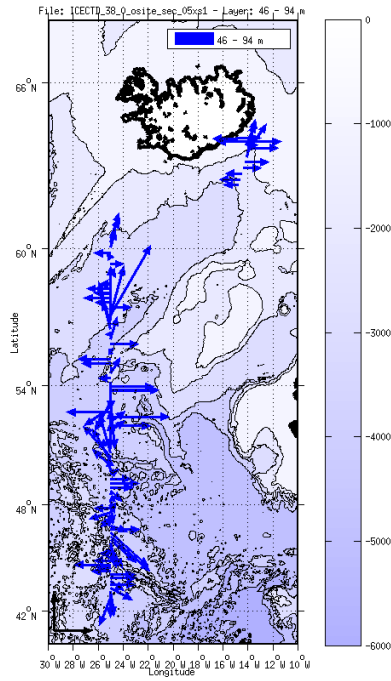 File: ICECTD_38_0_osite_sec_05xs1 - Layer: 46 - 94 m
46 - 94 m
66°N
60°N
54°N
48°N
42°N
Latitude
30°W 28°W 26°W 24°W 22°W 20°W 18°W 16°W 14°W 12°W 10°W
Longitude
0
-1000
-2000
-3000
-4000
-5000
-6000